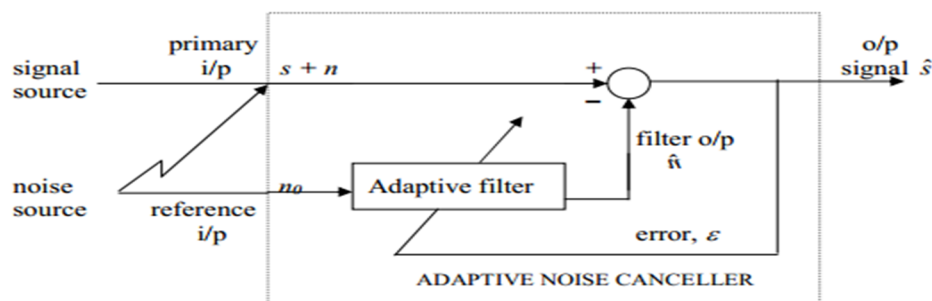 primary
i/p
signal
source
s + n
+
−
o/p
signal ŝ
filter o/p
n̂
noise
source
reference
i/p
n₀
Adaptive filter
error, ε
ADAPTIVE NOISE CANCELLER